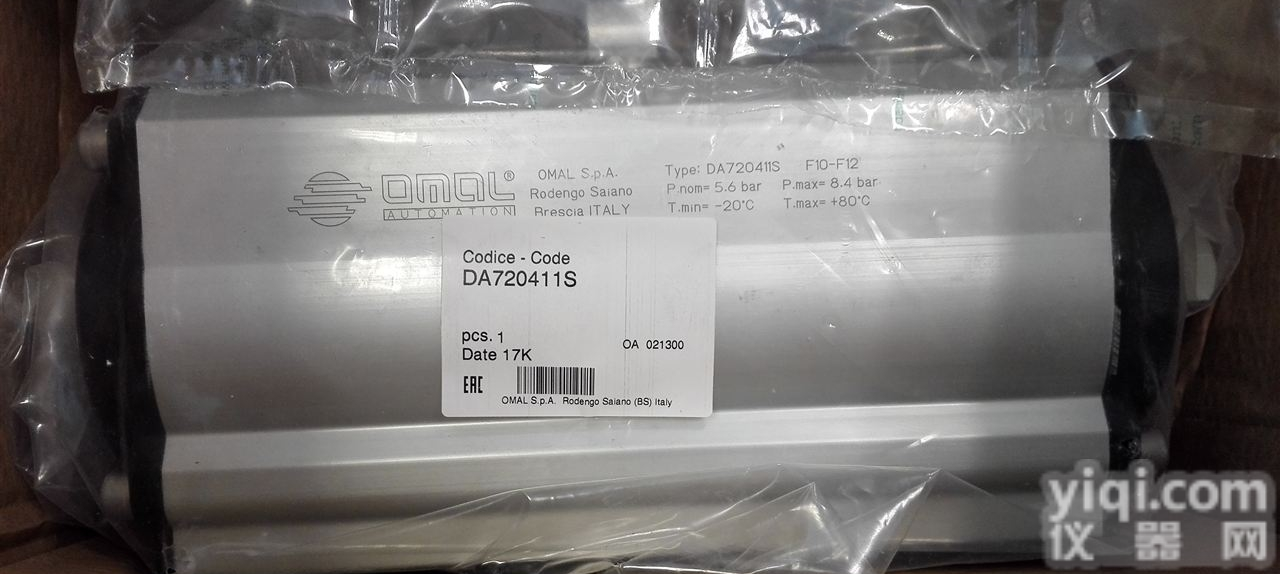 OMAL®
AUTOMATION
OMAL S.p.A.
Rodengo Saiano
Brescia ITALY
Type: DA720411S F10-F12
P.nom= 5.6 bar P.max= 8.4 bar
T.min= -20°C T.max= +80°C
Codice - Code
DA720411S
pcs. 1
Date 17K
OA 021300
EAC
OMAL S.p.A. Rodengo Saiano (BS) Italy
yiqi.com
仪器网